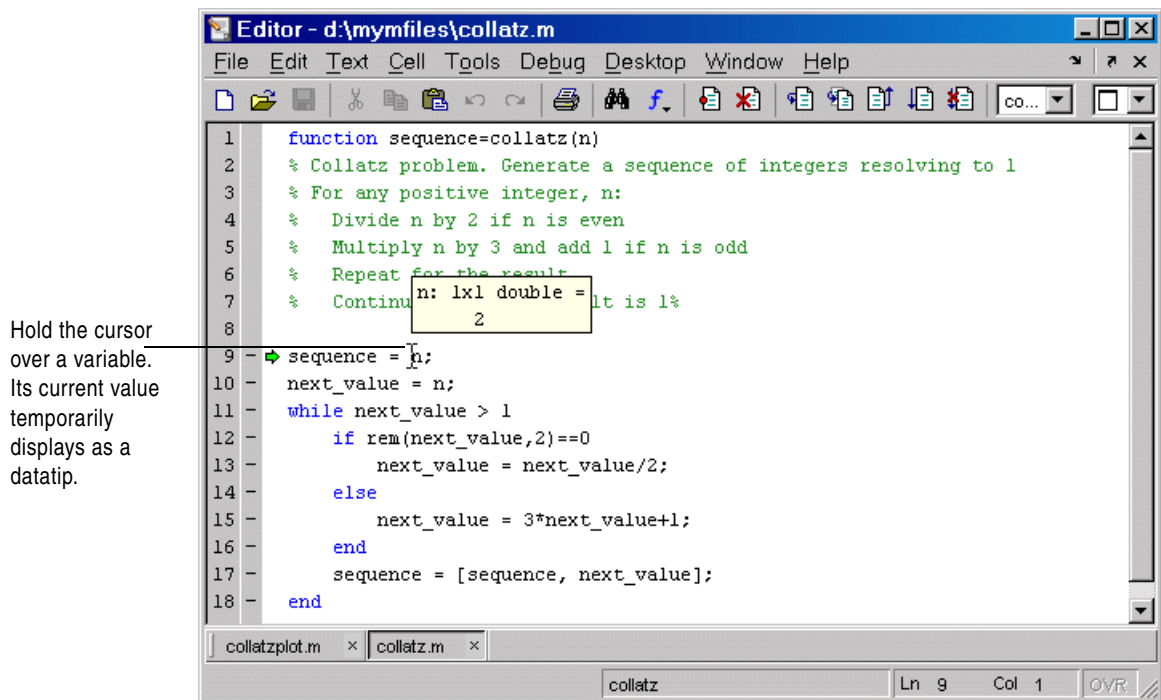 Editor - d:\mymfiles\collatz.m
File Edit Text Cell Tools Debug Desktop Window Help
co...
1 function sequence=collatz(n)
2 % Collatz problem. Generate a sequence of integers resolving to 1
3 % For any positive integer, n:
4 %   Divide n by 2 if n is even
5 %   Multiply n by 3 and add 1 if n is odd
6 %   Repeat for the result
7 %   Continu lt is 1%
n: 1x1 double =
2
8
9 - sequence = n;
10 - next_value = n;
11 - while next_value > 1
12 -     if rem(next_value,2)==0
13 -         next_value = next_value/2;
14 -     else
15 -         next_value = 3*next_value+1;
16 -     end
17 -     sequence = [sequence, next_value];
18 - end
Hold the cursor
over a variable.
Its current value
temporarily
displays as a
datatip.
collatzplot.m × collatz.m ×
collatz Ln 9 Col 1 OVR